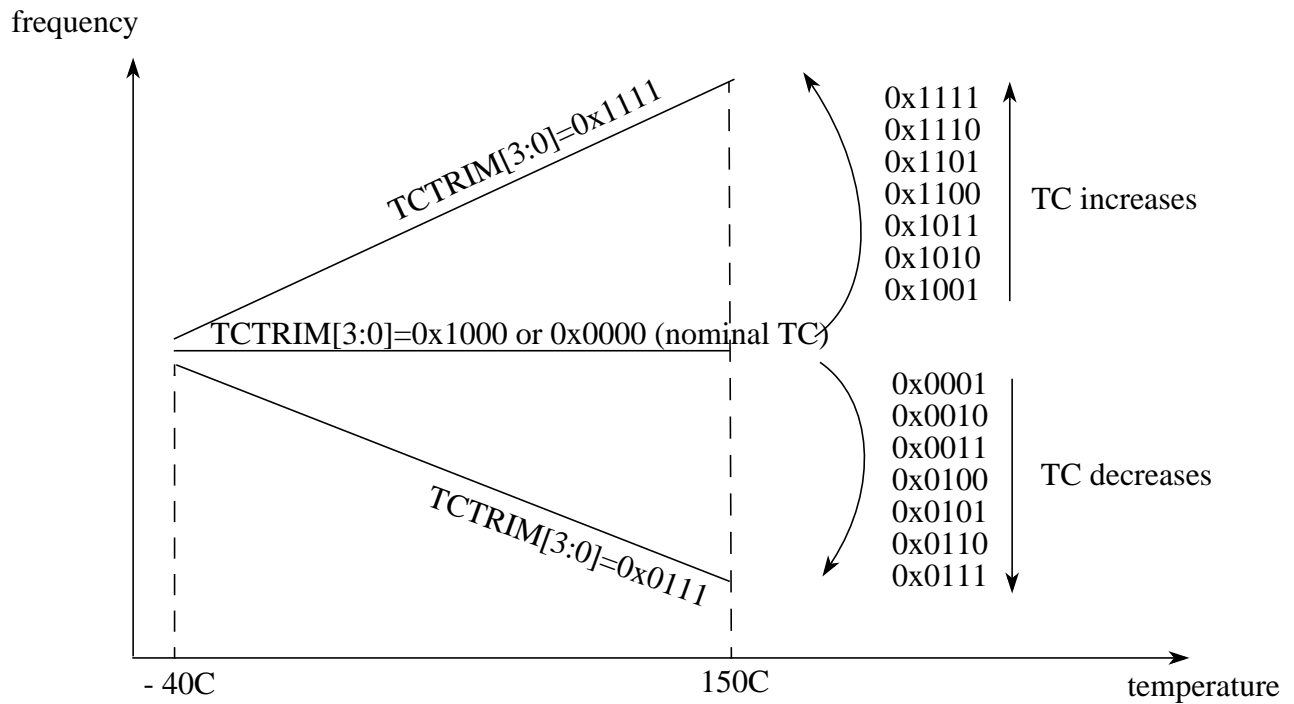 frequency
TCTRIM[3:0]=0x1111
0x1111
0x1110
0x1101
0x1100
0x1011
0x1010
0x1001
TC increases
TCTRIM[3:0]=0x1000 or 0x0000 (nominal TC)
TCTRIM[3:0]=0x0111
0x0001
0x0010
0x0011
0x0100
0x0101
0x0110
0x0111
TC decreases
- 40C
150C
temperature